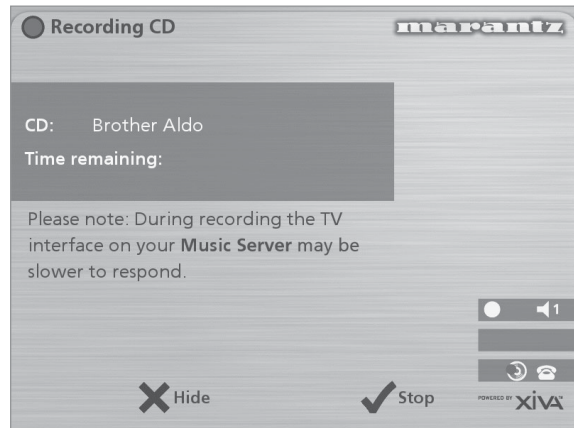 Recording CD
marantz
CD: Brother Aldo
Time remaining:
Please note: During recording the TV
interface on your Music Server may be
slower to respond.
1
Hide
Stop
POWERED BY XiVA™